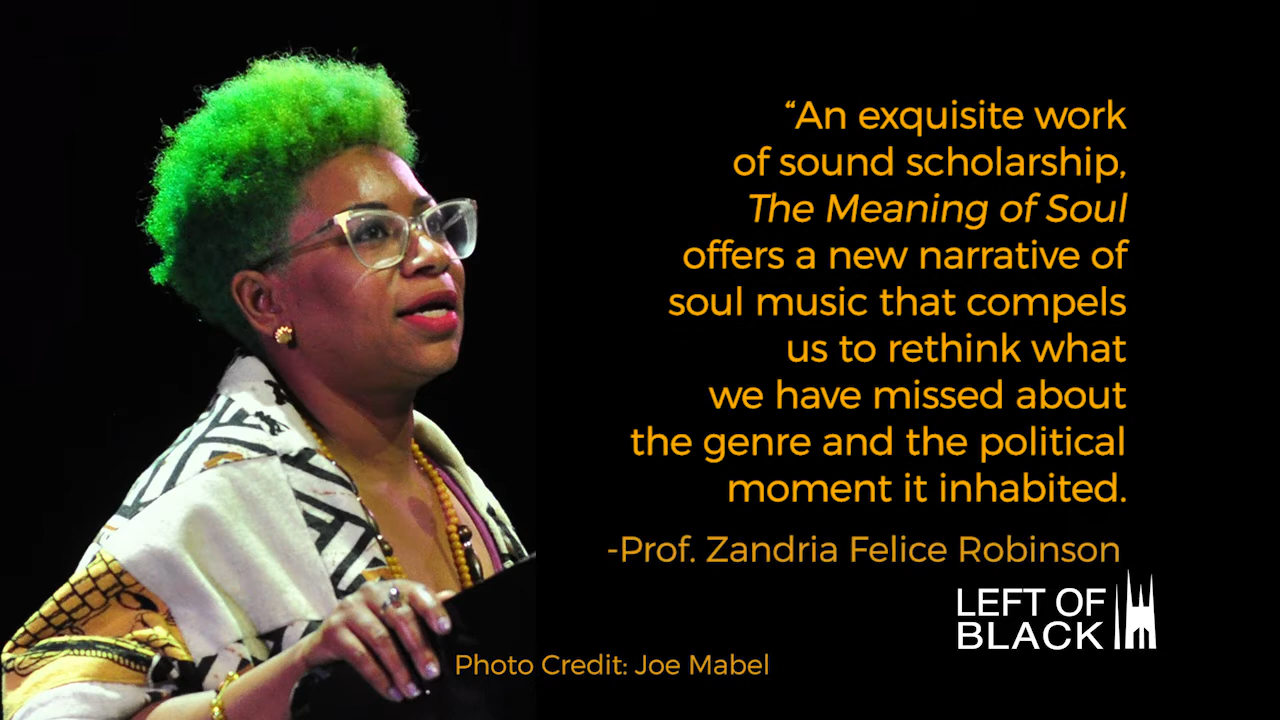 “An exquisite work
of sound scholarship,
The Meaning of Soul
offers a new narrative of
soul music that compels
us to rethink what
we have missed about
the genre and the political
moment it inhabited.
-Prof. Zandria Felice Robinson
LEFT OF
BLACK
Photo Credit: Joe Mabel